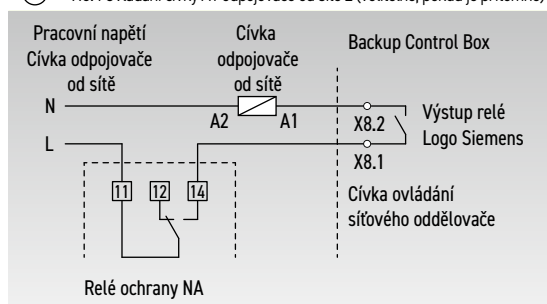 Pracovní napětí
Cívka odpojovače
od sítě
Cívka
odpojovače
od sítě
Backup Control Box
N
A2
A1
X8.2
Výstup relé
Logo Siemens
L
X8.1
11
12
14
Cívka ovládání
síťového oddělovače
Relé ochrany NA